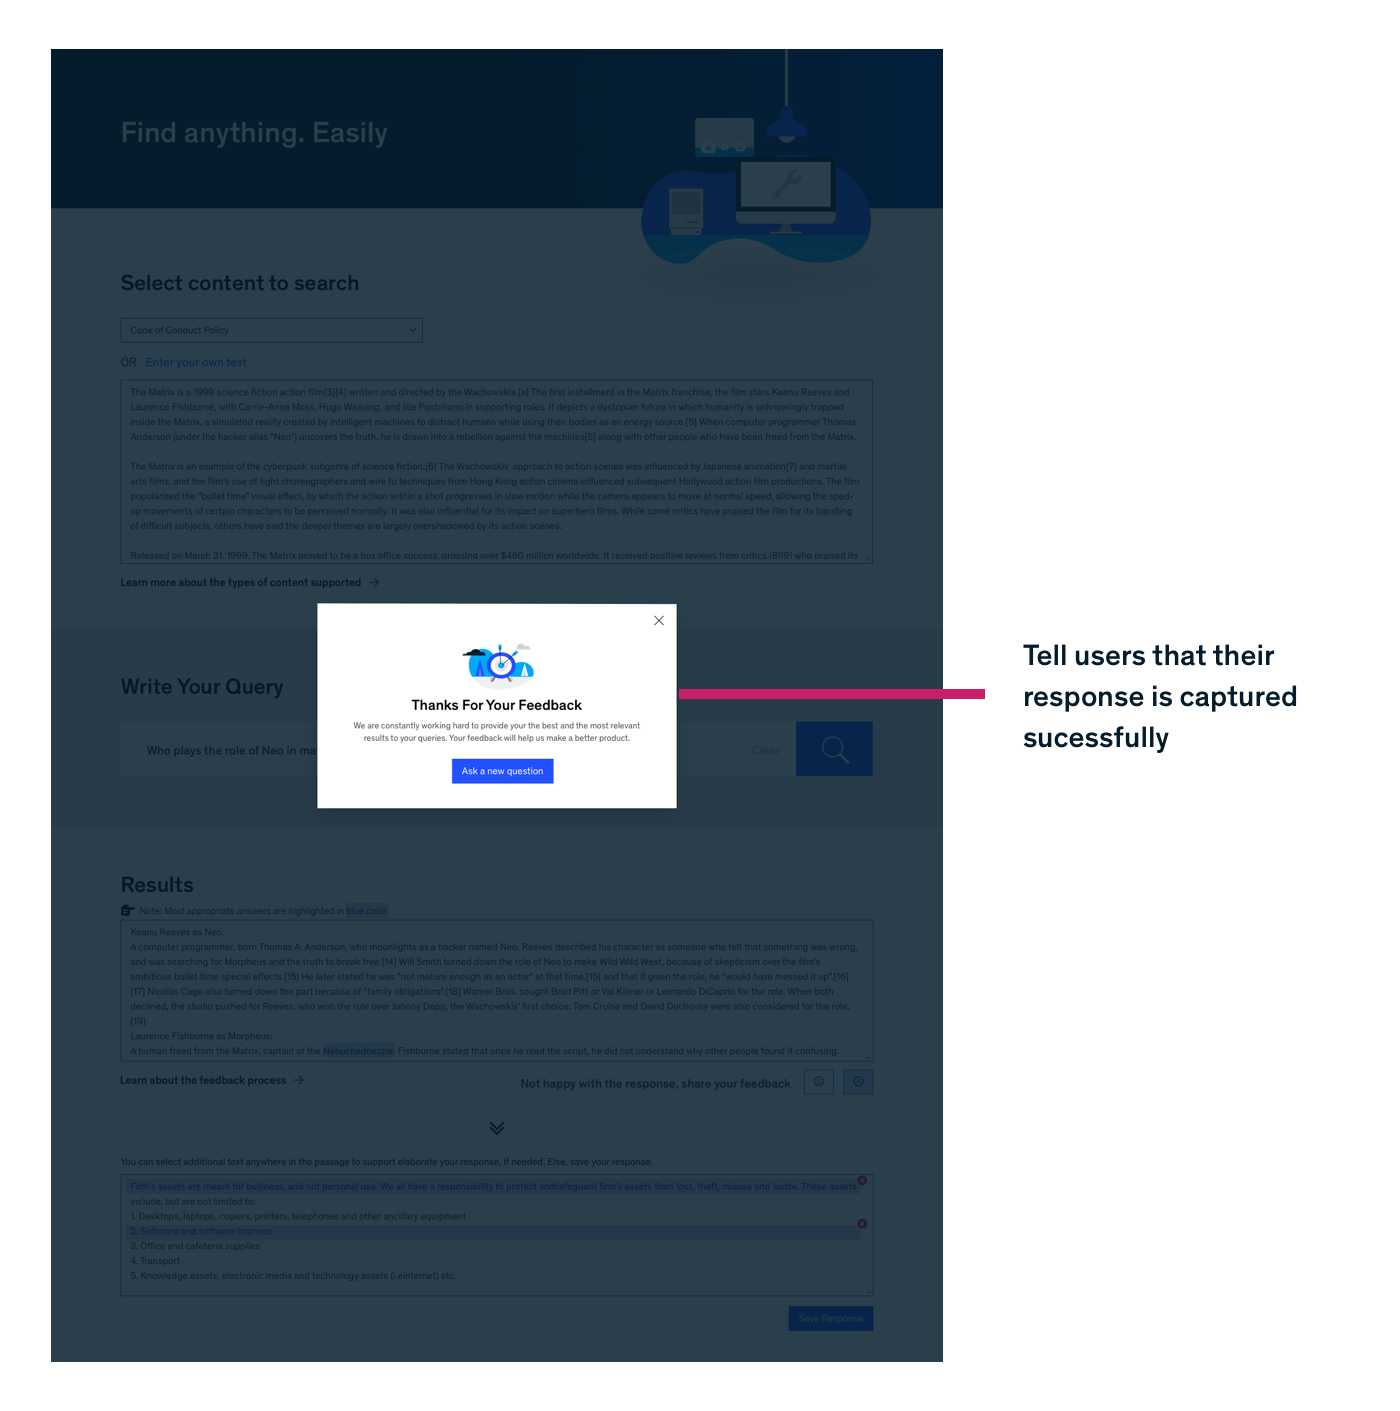 Find anything. Easily
Select content to search
Code of Conduct Policy
OR Enter your own text
The Matrix is a 1999 science fiction action film[3][4] written and directed by the Wachowskis.[a] The first installment in the Matrix franchise, the film stars Keanu Reeves and
Laurence Fishburne, with Carrie-Anne Moss, Hugo Weaving, and Joe Pantoliano in supporting roles. It depicts a dystopian future in which humanity is unknowingly trapped
inside the Matrix, a simulated reality created by intelligent machines to distract humans while using their bodies as an energy source.[5] When computer programmer Thomas
Anderson (under the hacker alias "Neo") uncovers the truth, he is drawn into a rebellion against the machines[5] along with other people who have been freed from the Matrix.
The Matrix is an example of the cyberpunk subgenre of science fiction.[6] The Wachowskis' approach to action scenes was influenced by Japanese animation[7] and martial
arts films, and the film's use of fight choreographers and wire fu techniques from Hong Kong action cinema influenced subsequent Hollywood action film productions. The film
popularized the "bullet time" visual effect, by which the action within a shot progresses in slow motion while the camera appears to move at normal speed, allowing the sped-
up movements of certain characters to be perceived normally. It was also influential for its impact on superhero films. While some critics have praised the film for its handling
of difficult subjects, others have said the deeper themes are largely overshadowed by its action scenes.
Released on March 31, 1999, The Matrix proved to be a box office success, grossing over $460 million worldwide. It received positive reviews from critics,[8][9] who praised its
Learn more about the types of content supported
Thanks For Your Feedback
We are constantly working hard to provide your the best and the most relevant
results to your queries. Your feedback will help us make a better product.
Ask a new question
Tell users that their
response is captured
sucessfully
Write Your Query
Who plays the role of Neo in ma
Clear
Results
Note: Most appropriate answers are highlighted in blue color
Keanu Reeves as Neo:
A computer programmer, born Thomas A. Anderson, who moonlights as a hacker named Neo. Reeves described his character as someone who felt that something was wrong,
and was searching for Morpheus and the truth to break free.[14] Will Smith turned down the role of Neo to make Wild Wild West, because of skepticism over the film's
ambitious bullet time special effects.[15] He later stated he was "not mature enough as an actor" at that time,[15] and that if given the role, he "would have messed it up".[16]
[17] Nicolas Cage also turned down the part because of "family obligations".[18] Warner Bros. sought Brad Pitt or Val Kilmer or Leonardo DiCaprio for the role. When both
declined, the studio pushed for Reeves, who won the role over Johnny Depp, the Wachowskis' first choice. Tom Cruise and David Duchovny were also considered for the role.
[19]
Laurence Fishburne as Morpheus:
A human freed from the Matrix, captain of the Nebuchadnezzar. Fishburne stated that once he read the script, he did not understand why other people found it confusing.
Learn about the feedback process
Not happy with the response, share your feedback
You can select additional text anywhere in the passage to support elaborate your response, if needed. Else, save your response.
Firm's assets are meant for business, and not personal use. We all have a responsibility to protect andsafeguard firm's assets from loss, theft, misuse and waste. These assets
include, but are not limited to:
1. Desktops, laptops, copiers, printers, telephones and other ancillary equipment
2. Software and software licenses
3. Office and cafeteria supplies
4. Transport
5. Knowledge assets, electronic media and technology assets (i.einternet) etc.
Save Response